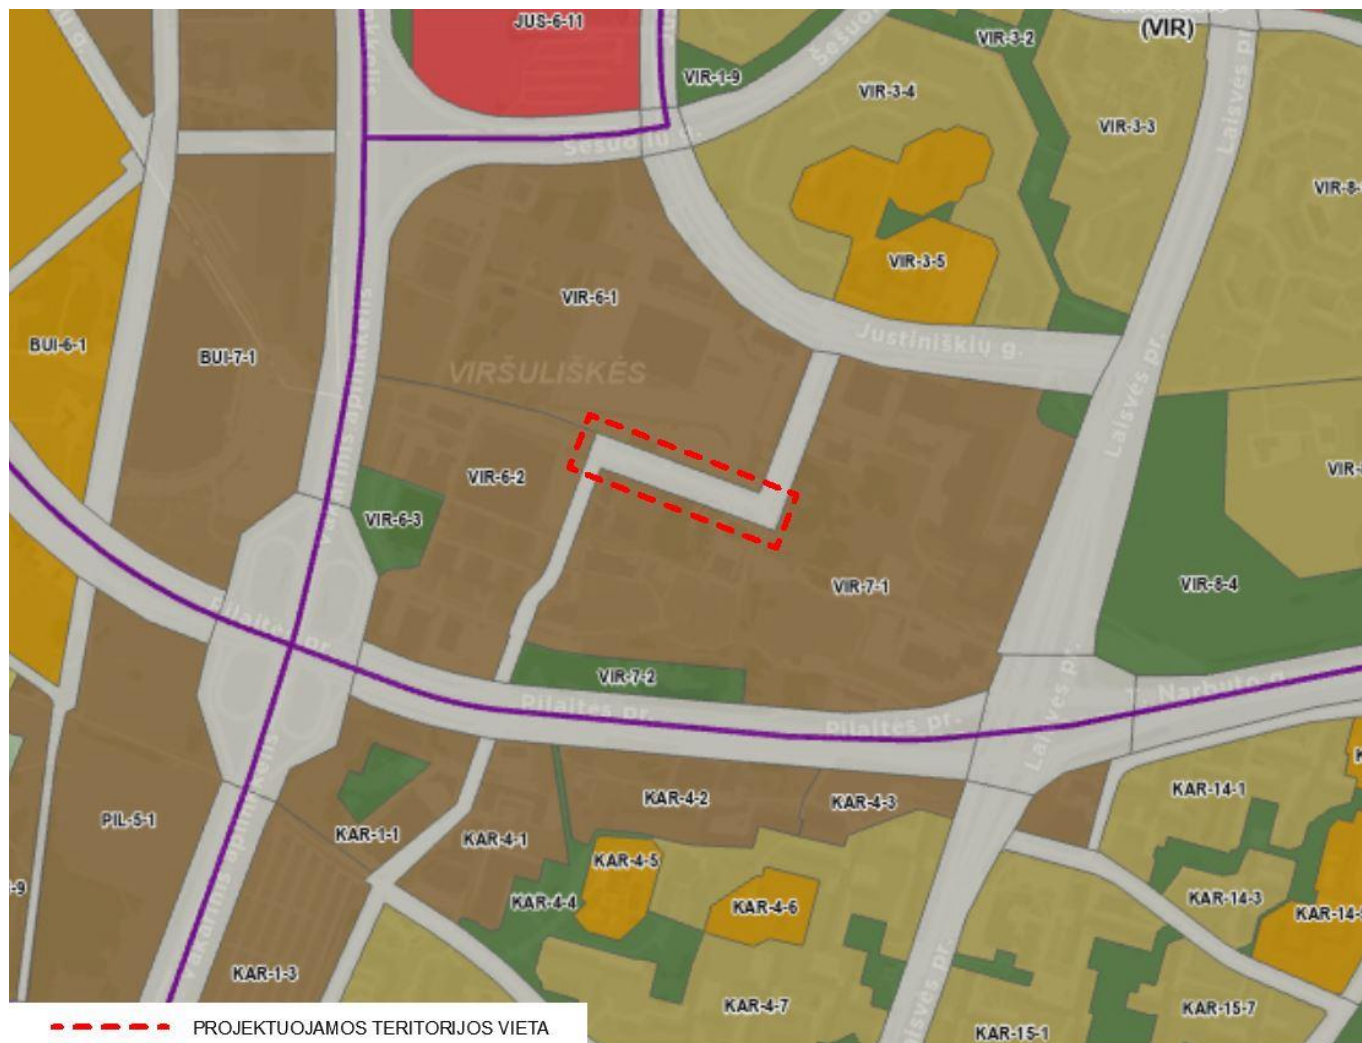 JUS-6-11
VIR-3-2
(VIR)
VIR-1-9
VIR-3-4
VIR-3-3
Laisvės pr.
Šešuolių g.
VIR-8-
VIR-3-5
VIR-6-1
Justiniškių g.
BUI-6-1
BUI-7-1
VIRŠULIŠKĖS
Vakarinis aplinkkelis
Laisvės pr.
VIR-6-2
VIR-
VIR-6-3
VIR-7-1
VIR-8-4
Pilaitės pr.
VIR-7-2
Laisvės pr.
Narbuto g.
Pilaitės pr.
Pilaitės pr.
KAR-14-1
KAR-4-2
KAR-4-3
PIL-5-1
KAR-1-1
KAR-4-1
Vakarinis aplinkkelis
KAR-4-5
-9
KAR-4-4
KAR-4-6
KAR-14-3
KAR-14-
KAR-1-3
Laisvės pr.
KAR-4-7
KAR-15-7
KAR-15-1
PROJEKTUOJAMOS TERITORIJOS VIETA